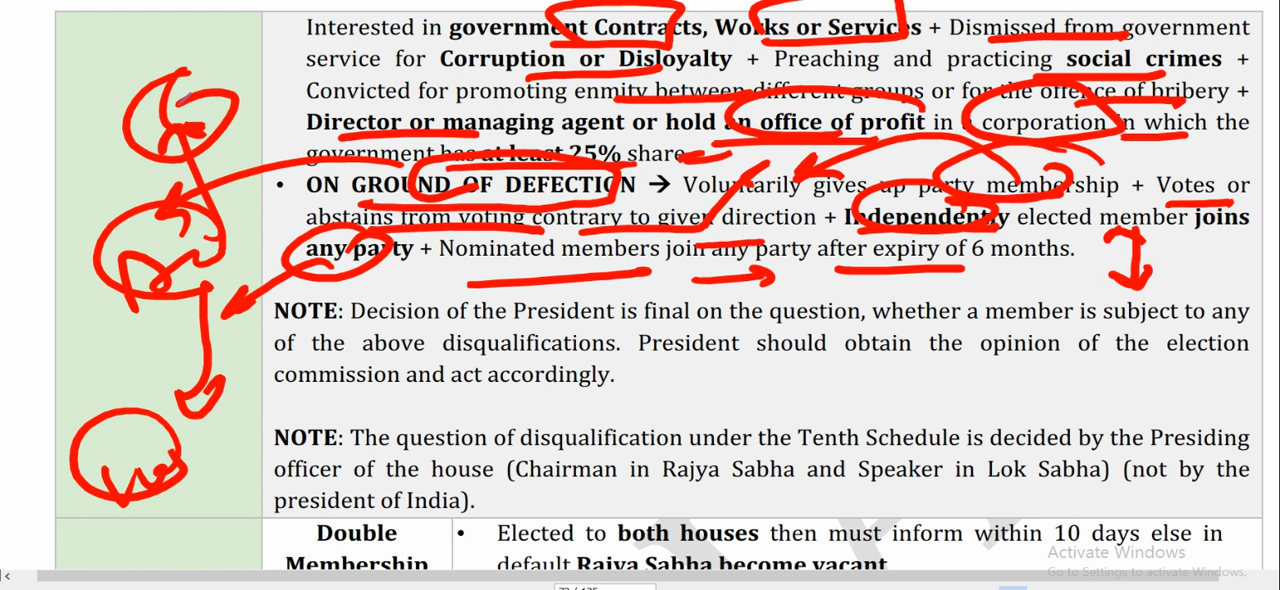 Interested in government Contracts, Works or Services + Dismissed from government
service for Corruption or Disloyalty + Preaching and practicing social crimes +
Convicted for promoting enmity between different groups or for the offence of bribery +
Director or managing agent or hold an office of profit in a corporation in which the
government has at least 25% share.
• ON GROUND OF DEFECTION → Voluntarily gives up party membership + Votes or
abstains from voting contrary to given direction + Independently elected member joins
any party + Nominated members join any party after expiry of 6 months.
NOTE: Decision of the President is final on the question, whether a member is subject to any
of the above disqualifications. President should obtain the opinion of the election
commission and act accordingly.
NOTE: The question of disqualification under the Tenth Schedule is decided by the Presiding
officer of the house (Chairman in Rajya Sabha and Speaker in Lok Sabha) (not by the
president of India).
Double
Membership
• Elected to both houses then must inform within 10 days else in
default Rajya Sabha become vacant
Activate Windows
Go to Settings to activate Windows.